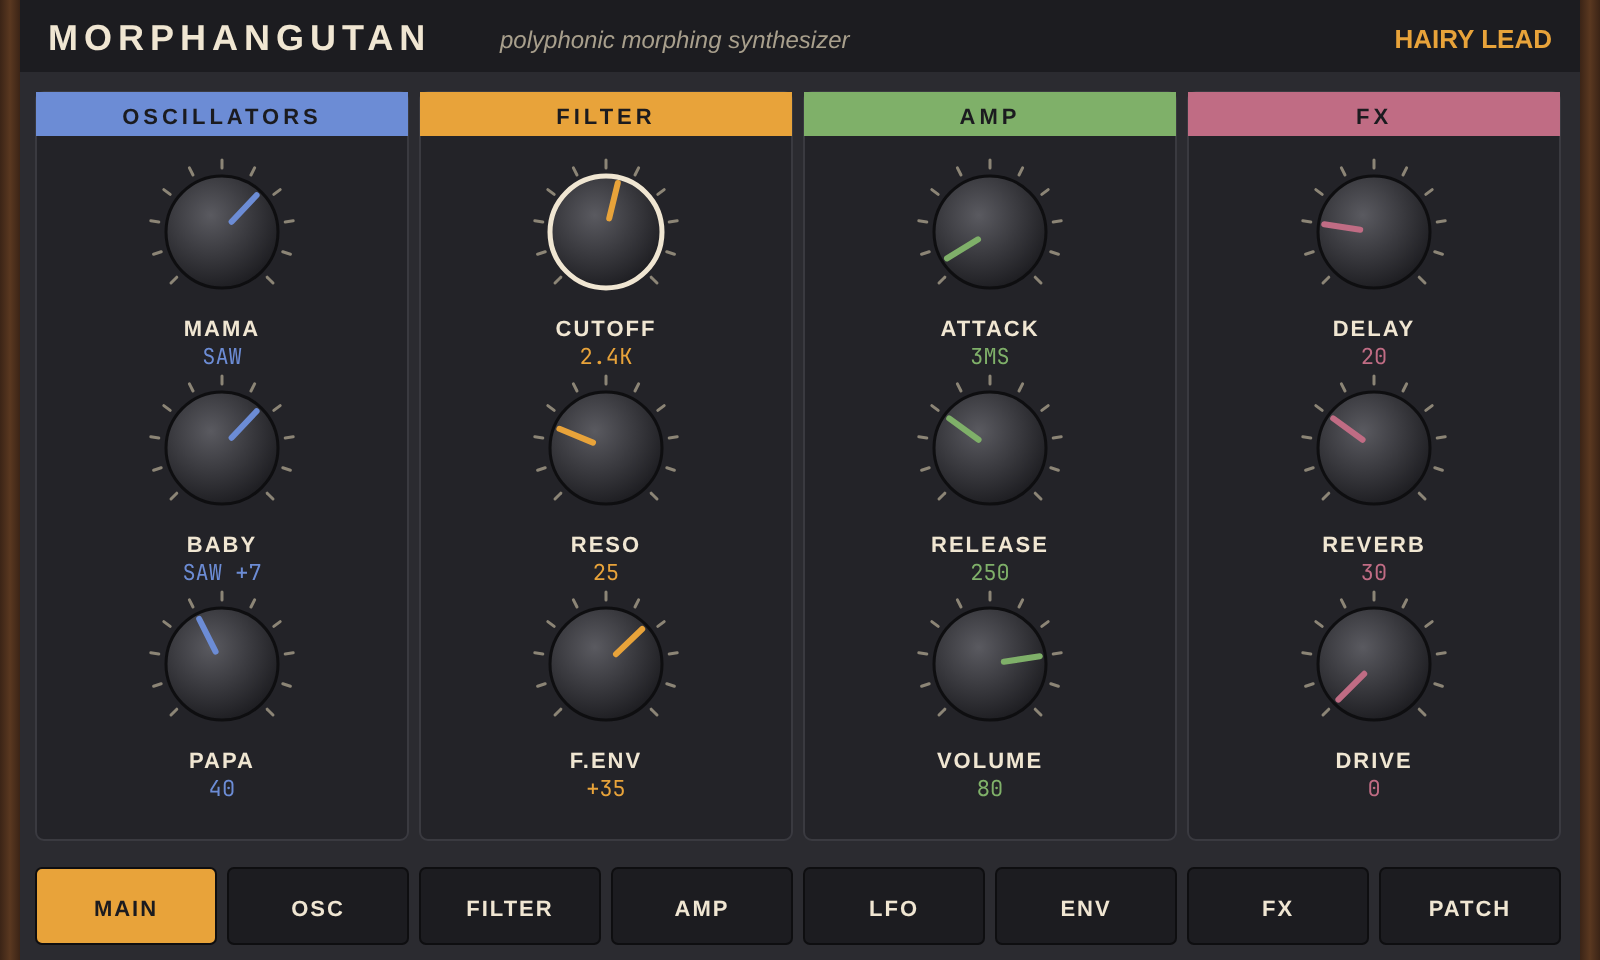 MORPHANGUTAN
polyphonic morphing synthesizer
HAIRY LEAD
OSCILLATORS
FILTER
AMP
FX
MAMA
CUTOFF
ATTACK
DELAY
SAW
2.4K
3MS
20
BABY
RESO
RELEASE
REVERB
SAW +7
25
250
30
PAPA
F.ENV
VOLUME
DRIVE
40
+35
80
0
MAIN
OSC
FILTER
AMP
LFO
ENV
FX
PATCH